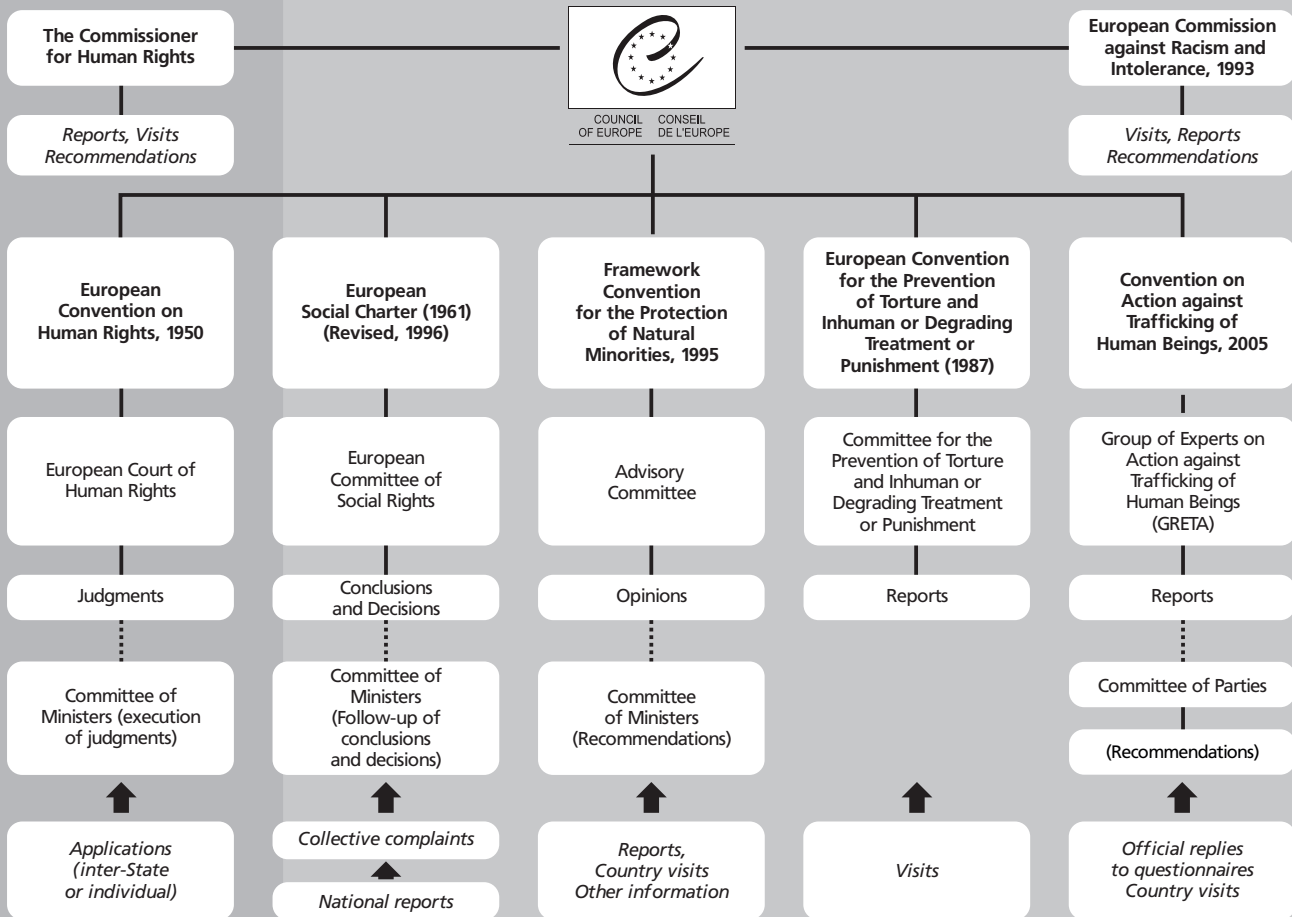 The Commissioner
for Human Rights
Reports, Visits
Recommendations
COUNCIL OF EUROPE
CONSEIL DE L'EUROPE
European Commission
against Racism and
Intolerance, 1993
Visits, Reports
Recommendations
European
Convention on
Human Rights, 1950
European Court of
Human Rights
Judgments
Committee of
Ministers (execution
of judgments)
Applications
(inter-State
or individual)
European
Social Charter (1961)
(Revised, 1996)
European
Committee of
Social Rights
Conclusions
and Decisions
Committee of
Ministers
(Follow-up of
conclusions
and decisions)
Collective complaints
National reports
Framework
Convention
for the Protection
of Natural
Minorities, 1995
Advisory
Committee
Opinions
Committee
of Ministers
(Recommendations)
Reports,
Country visits
Other information
European Convention
for the Prevention
of Torture and
Inhuman or Degrading
Treatment or
Punishment (1987)
Committee for the
Prevention of Torture
and Inhuman or
Degrading Treatment
or Punishment
Reports
Visits
Convention on
Action against
Trafficking of
Human Beings, 2005
Group of Experts on
Action against
Trafficking of
Human Beings
(GRETA)
Reports
Committee of Parties
(Recommendations)
Official replies
to questionnaires
Country visits